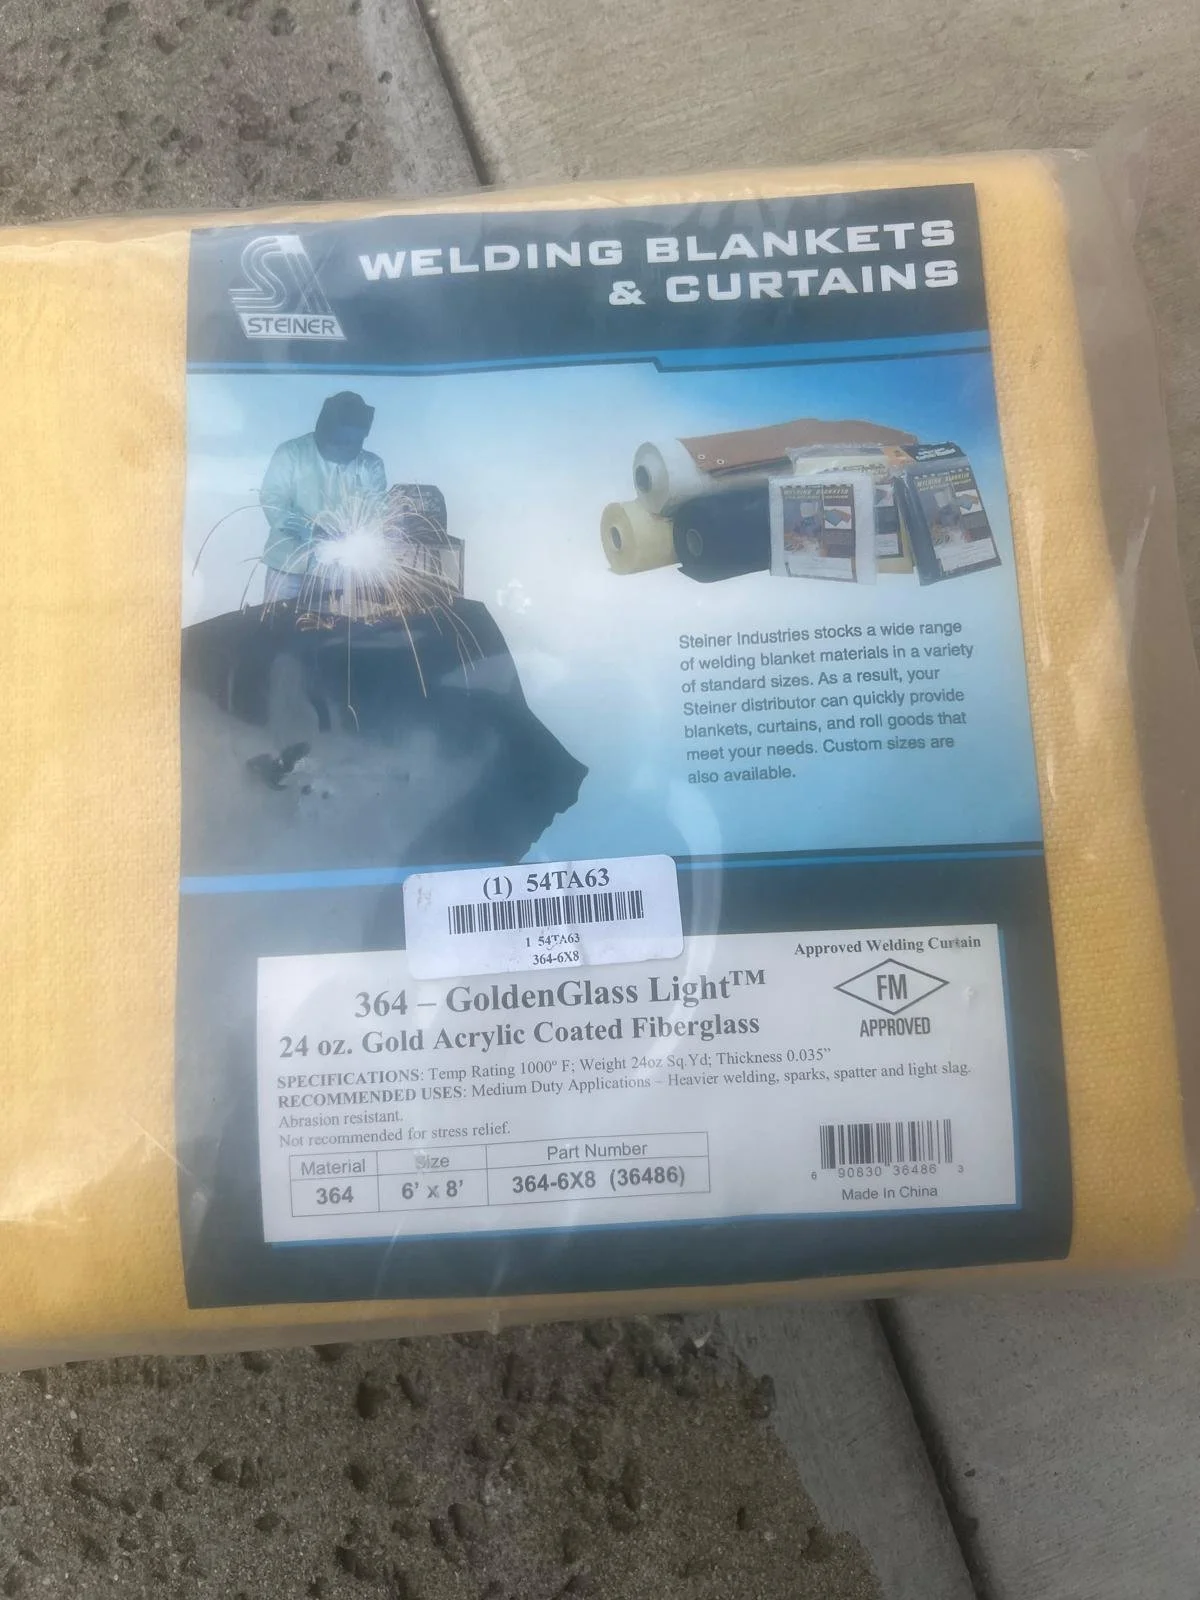 STEINER
WELDING BLANKETS
& CURTAINS
Steiner Industries stocks a wide range
of welding blanket materials in a variety
of standard sizes. As a result, your
Steiner distributor can quickly provide
blankets, curtains, and roll goods that
meet your needs. Custom sizes are
also available.
(1) 54TA63
1 54TA63
364-6X8
Approved Welding Curtain
FM
APPROVED
364 – GoldenGlass Light™
24 oz. Gold Acrylic Coated Fiberglass
SPECIFICATIONS: Temp Rating 1000º F; Weight 24oz Sq.Yd; Thickness 0.035”
RECOMMENDED USES: Medium Duty Applications – Heavier welding, sparks, spatter and light slag.
Abrasion resistant.
Not recommended for stress relief.
Material Size Part Number
364 6’ x 8’ 364-6X8 (36486)
6 90830 36486 3
Made In China